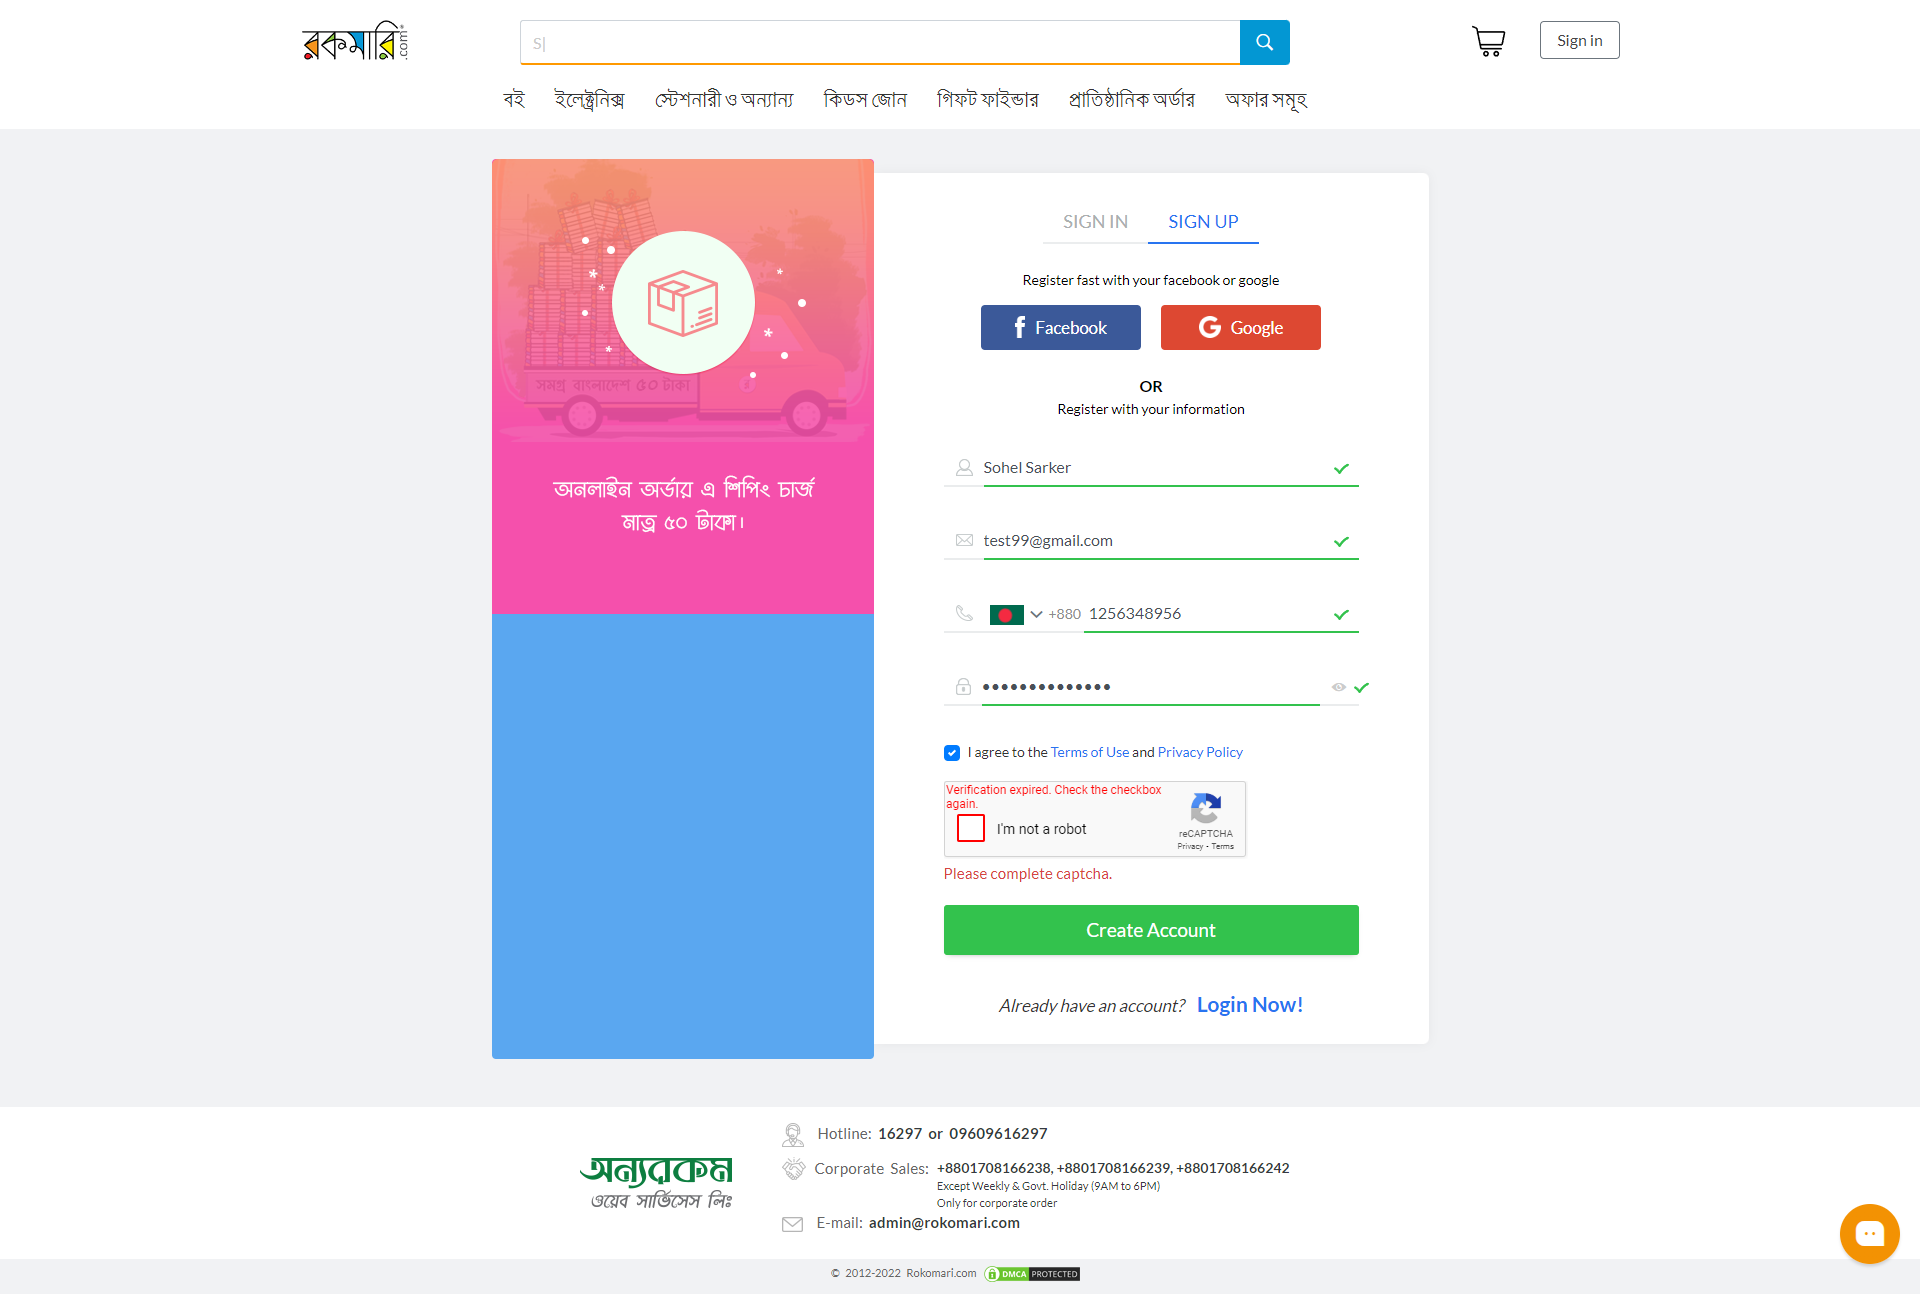 রকমারি.com
S|
Sign in
বই
ইলেক্ট্রনিক্স
স্টেশনারী ও অন্যান্য
কিডস জোন
গিফট ফাইন্ডার
প্রাতিষ্ঠানিক অর্ডার
অফার সমূহ
সমগ্র বাংলাদেশ ৫০ টাকা
অনলাইন অর্ডার এ শিপিং চার্জ
মাত্র ৫০ টাকা।
SIGN IN
SIGN UP
Register fast with your facebook or google
Facebook
Google
OR
Register with your information
Sohel Sarker
test99@gmail.com
+880 1256348956
••••••••••••••
I agree to the Terms of Use and Privacy Policy
Verification expired. Check the checkbox
again.
I'm not a robot
reCAPTCHA
Privacy - Terms
Please complete captcha.
Create Account
Already have an account? Login Now!
অন্যরকম
ওয়েব সার্ভিসেস লিঃ
Hotline: 16297 or 09609616297
Corporate Sales: +8801708166238, +8801708166239, +8801708166242
Except Weekly & Govt. Holiday (9AM to 6PM)
Only for corporate order
E-mail: admin@rokomari.com
© 2012-2022 Rokomari.com
DMCA PROTECTED